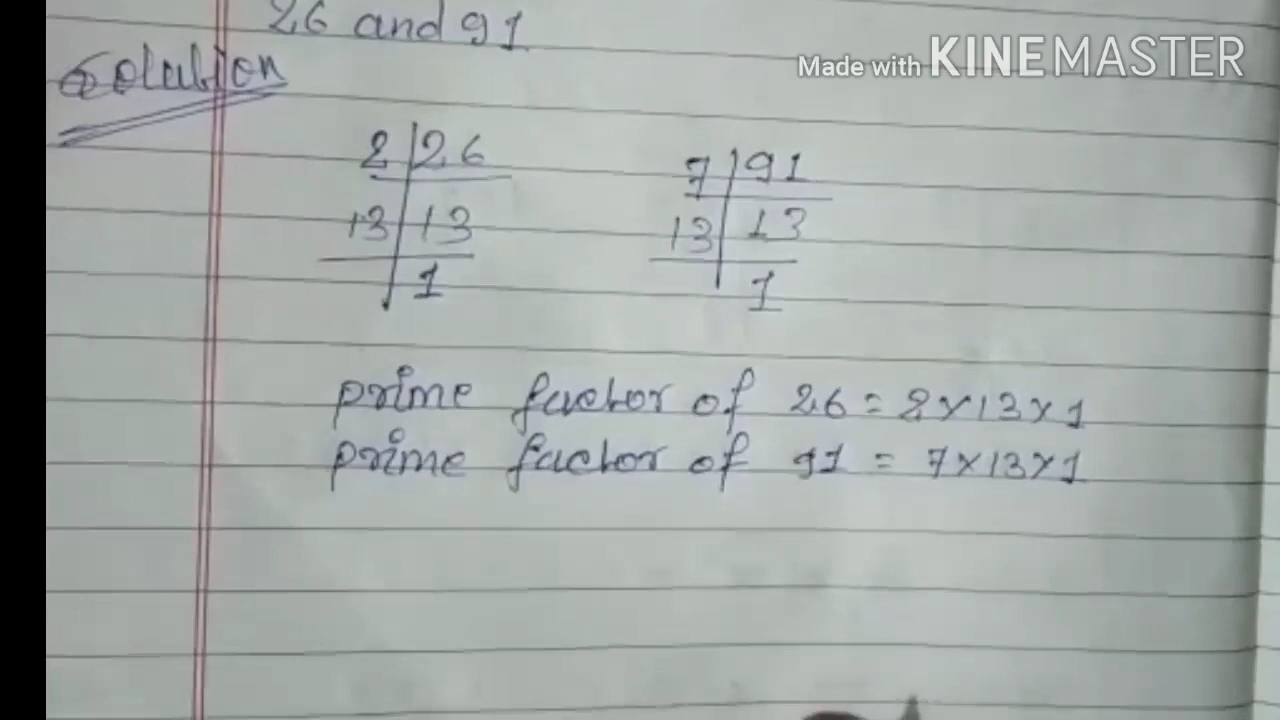 26 and 91
Made with KINEMASTER
Solution
2 26
13 13
1
7 91
13 13
1
prime factor of 26 = 2×13×1
prime factor of 91 = 7×13×1